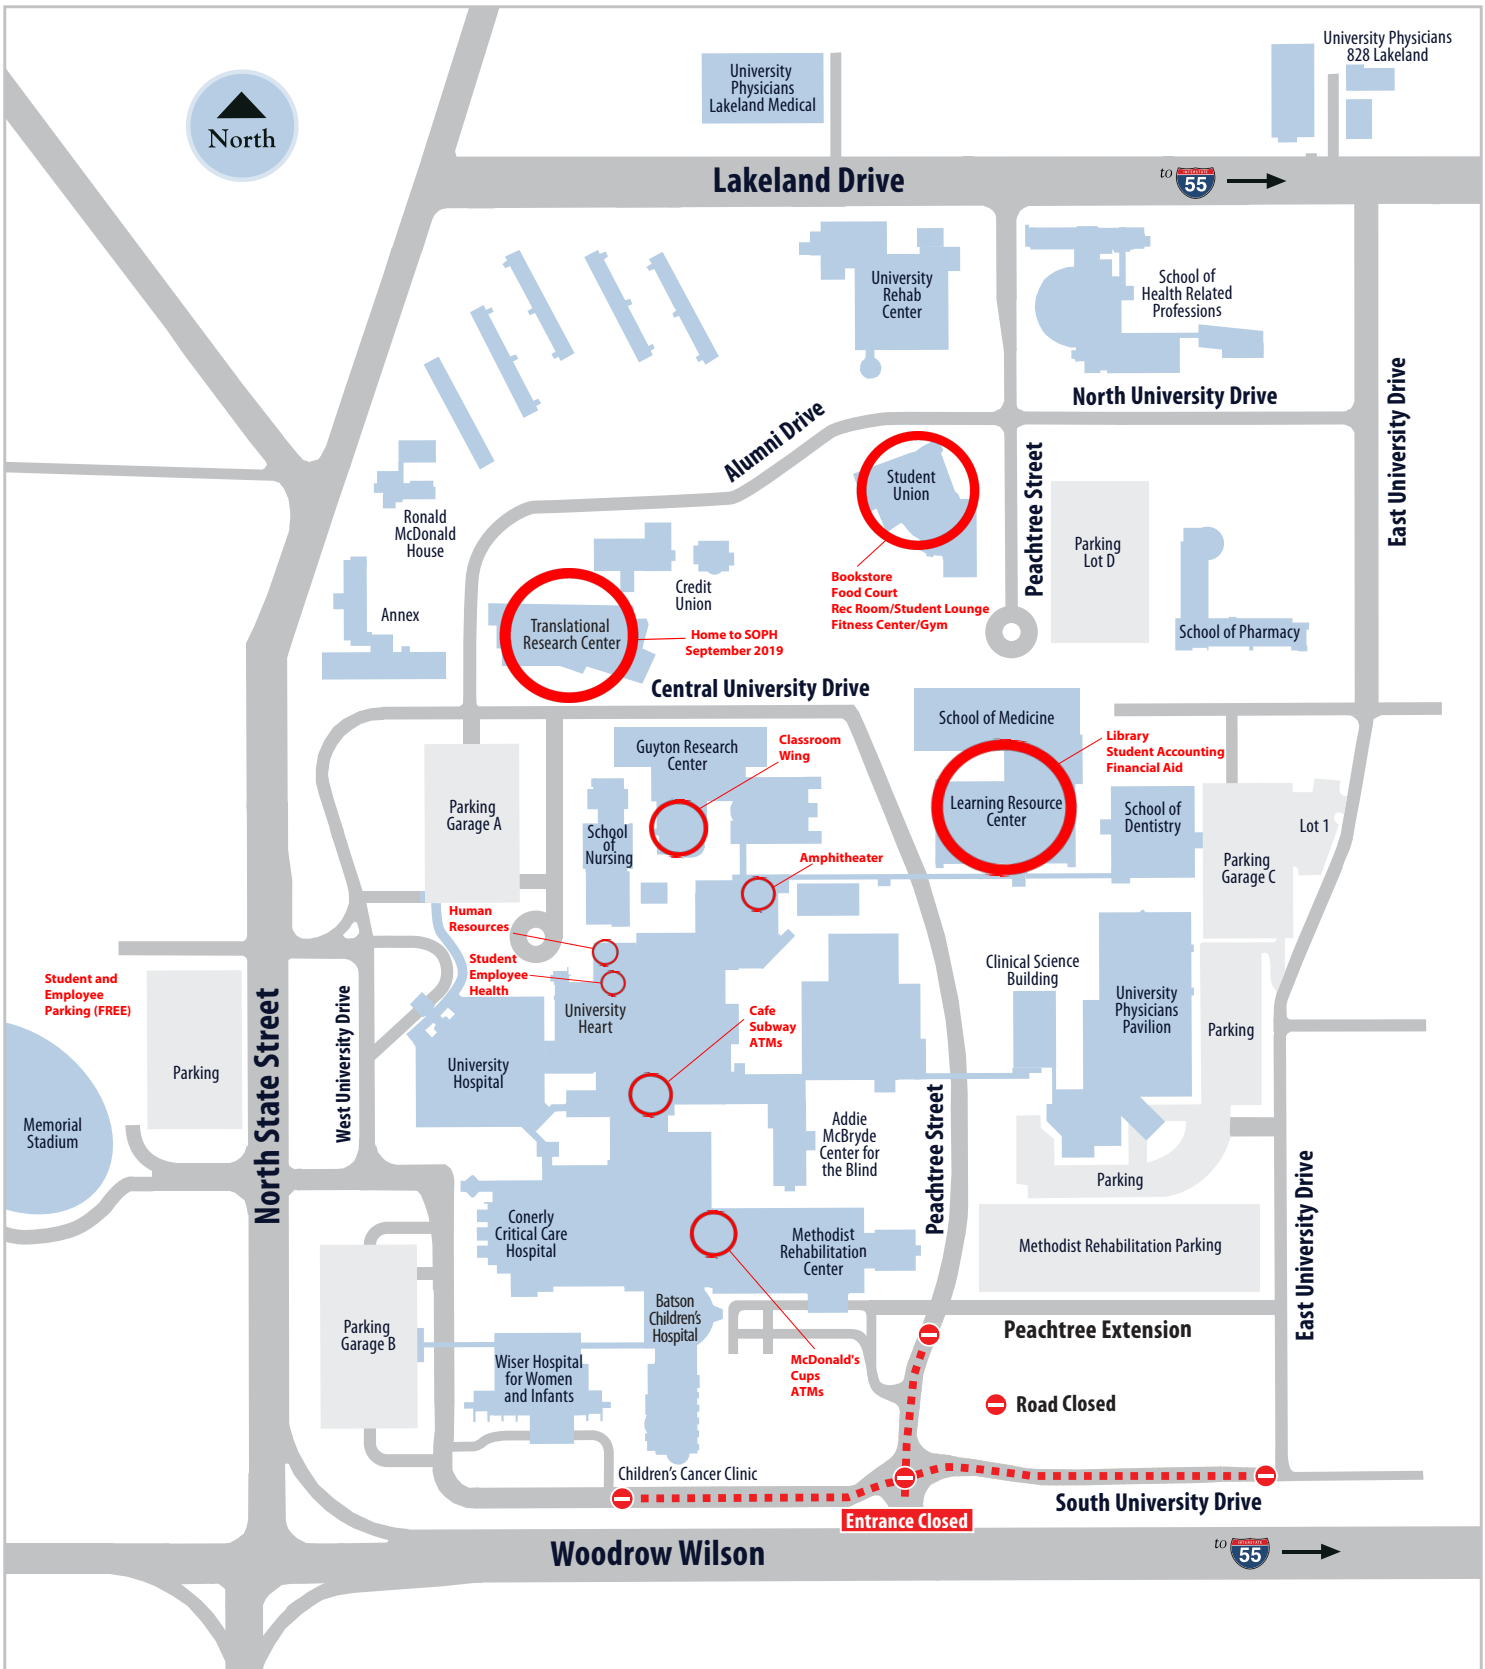 University Physicians
828 Lakeland
University
Physicians
Lakeland Medical
North
Lakeland Drive
to
INTERSTATE
55
University
Rehab
Center
School of
Health Related
Professions
North University Drive
East University Drive
Alumni Drive
Student
Union
Peachtree Street
Parking
Lot D
Ronald
McDonald
House
Bookstore
Food Court
Rec Room/Student Lounge
Fitness Center/Gym
Credit
Union
Annex
Translational
Research Center
Home to SOPH
September 2019
School of Pharmacy
Central University Drive
School of Medicine
Library
Student Accounting
Financial Aid
Guyton Research
Center
Classroom
Wing
Parking
Garage A
School
of
Nursing
Learning Resource
Center
School of
Dentistry
Lot 1
Parking
Garage C
Amphitheater
Human
Resources
Student
Employee
Health
Student and
Employee
Parking (FREE)
University
Heart
Cafe
Subway
ATMs
Clinical Science
Building
University
Physicians
Pavilion
Parking
Parking
North State Street
West University Drive
University
Hospital
Memorial
Stadium
Addie
McBryde
Center for
the Blind
Peachtree Street
Parking
East University Drive
Conerly
Critical Care
Hospital
Methodist
Rehabilitation
Center
Methodist Rehabilitation Parking
Batson
Children's
Hospital
Parking
Garage B
Peachtree Extension
Wiser Hospital
for Women
and Infants
McDonald's
Cups
ATMs
Road Closed
Children's Cancer Clinic
South University Drive
Entrance Closed
Woodrow Wilson
to
INTERSTATE
55